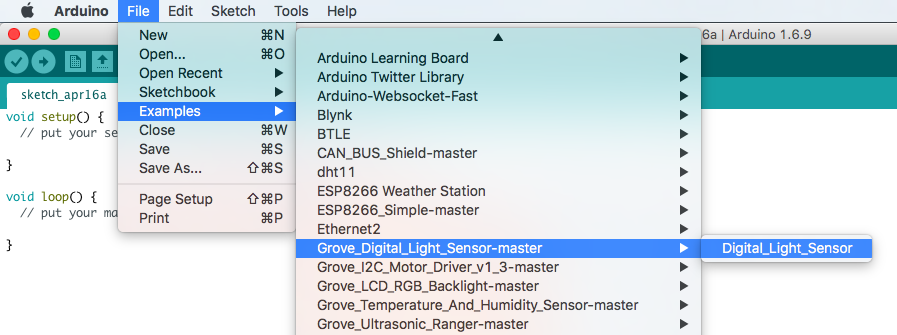 Arduino File Edit Sketch Tools Help
6a | Arduino 1.6.9
sketch_apr16a
void setup() {
// put your se
}
void loop() {
// put your ma
}
New ⌘N
Open... ⌘O
Open Recent
Sketchbook
Examples
Close ⌘W
Save ⌘S
Save As... ⇧⌘S
Page Setup ⇧⌘P
Print ⌘P
Arduino Learning Board
Arduino Twitter Library
Arduino-Websocket-Fast
Blynk
BTLE
CAN_BUS_Shield-master
dht11
ESP8266 Weather Station
ESP8266_Simple-master
Ethernet2
Grove_Digital_Light_Sensor-master
Grove_I2C_Motor_Driver_v1_3-master
Grove_LCD_RGB_Backlight-master
Grove_Temperature_And_Humidity_Sensor-master
Grove_Ultrasonic_Ranger-master
Digital_Light_Sensor